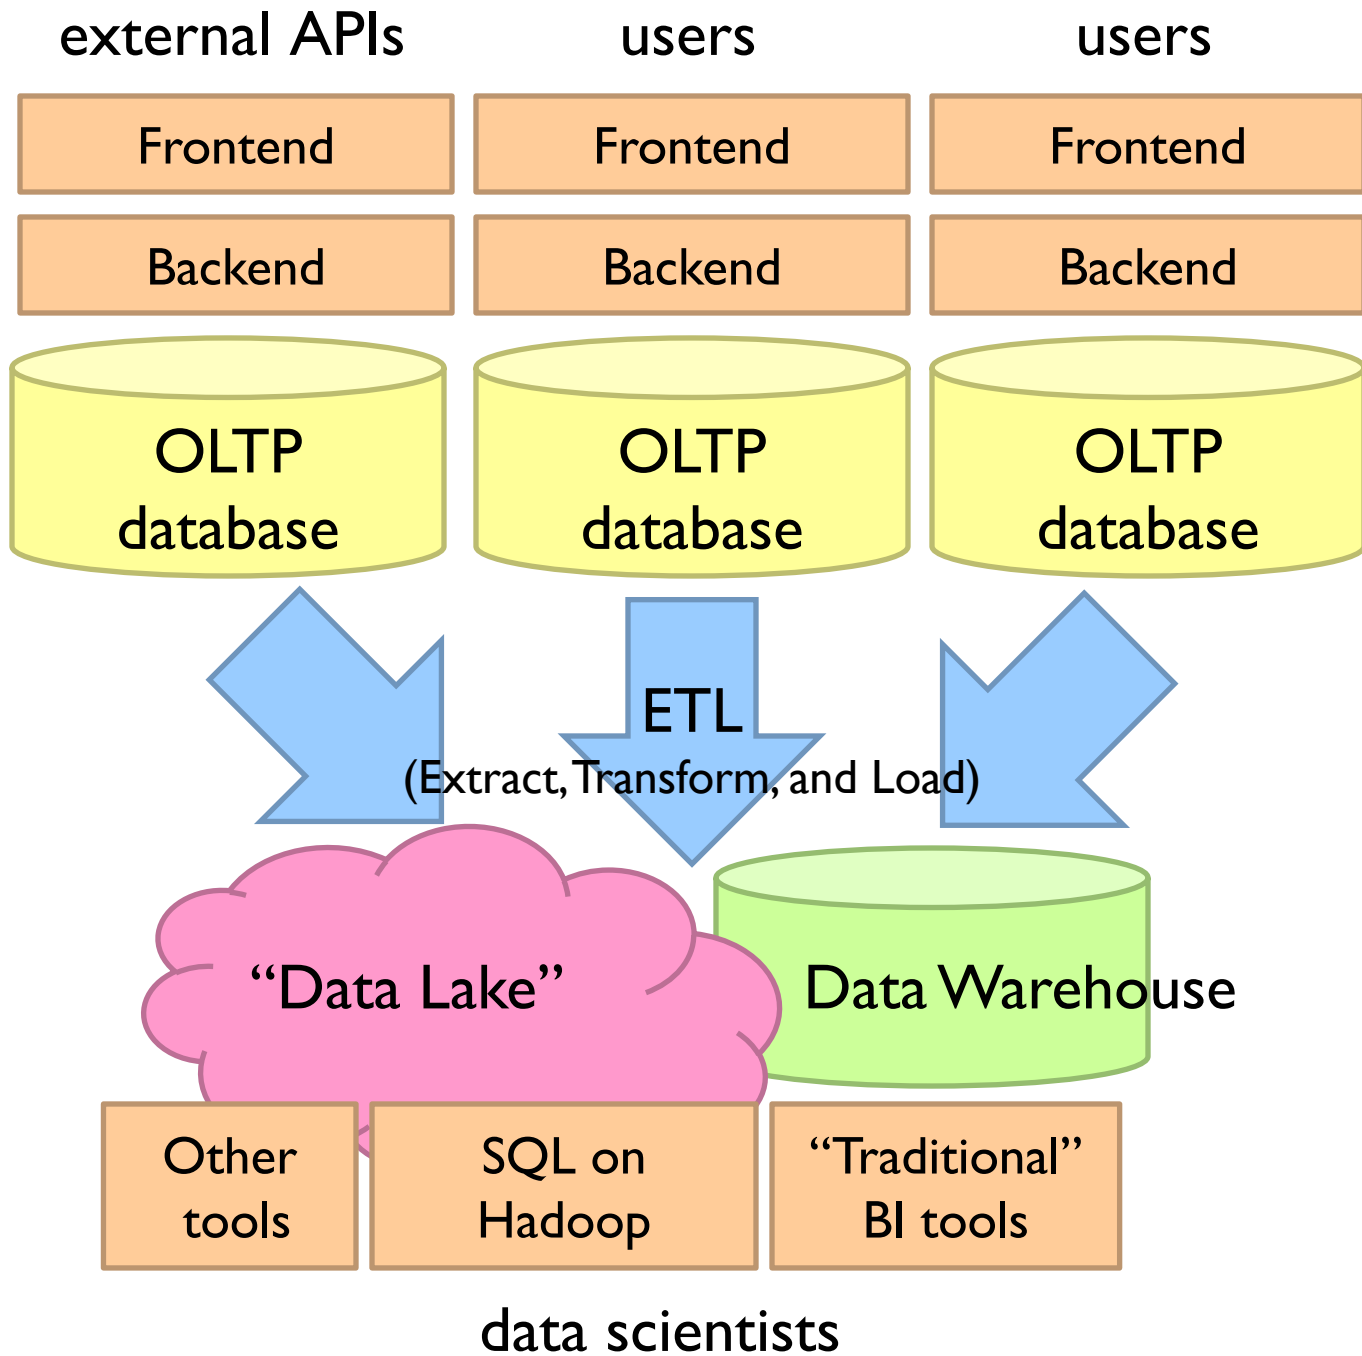 external APIs
users
users
Frontend
Frontend
Frontend
Backend
Backend
Backend
OLTP
database
OLTP
database
OLTP
database
ETL
(Extract, Transform, and Load)
“Data Lake”
Data Warehouse
Other
tools
SQL on
Hadoop
“Traditional”
BI tools
data scientists